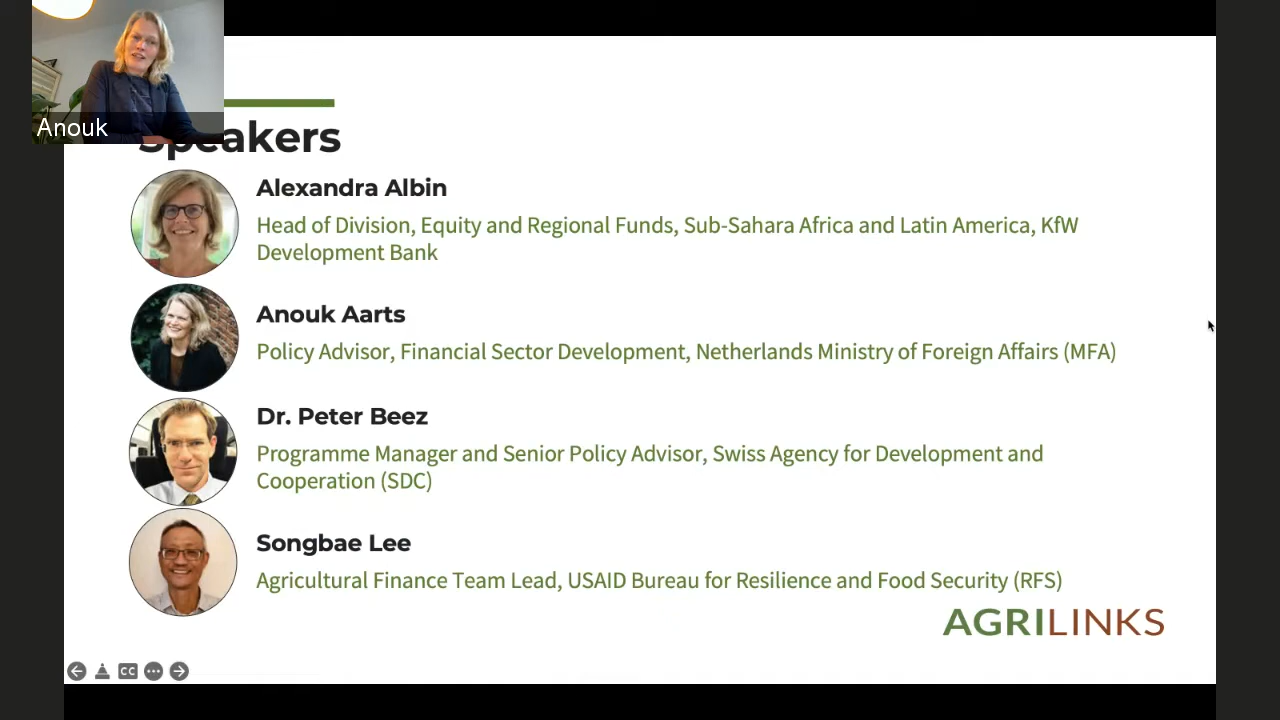 Anouk
Speakers
Alexandra Albin
Head of Division, Equity and Regional Funds, Sub-Sahara Africa and Latin America, KfW
Development Bank
Anouk Aarts
Policy Advisor, Financial Sector Development, Netherlands Ministry of Foreign Affairs (MFA)
Dr. Peter Beez
Programme Manager and Senior Policy Advisor, Swiss Agency for Development and
Cooperation (SDC)
Songbae Lee
Agricultural Finance Team Lead, USAID Bureau for Resilience and Food Security (RFS)
AGRILINKS
CC